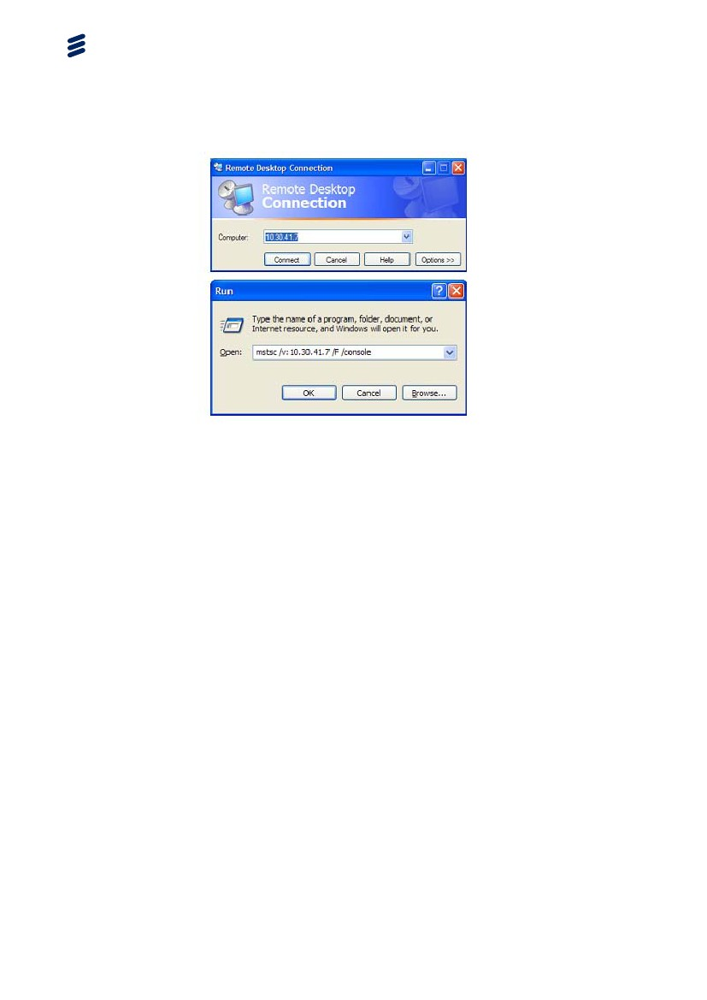 Remote Desktop Connection
Remote Desktop
Connection
Computer: 10.30.41.7
Connect Cancel Help Options >>
Run
Type the name of a program, folder, document, or
Internet resource, and Windows will open it for you.
Open: mstsc /v: 10.30.41.7 /F /console
OK Cancel Browse...